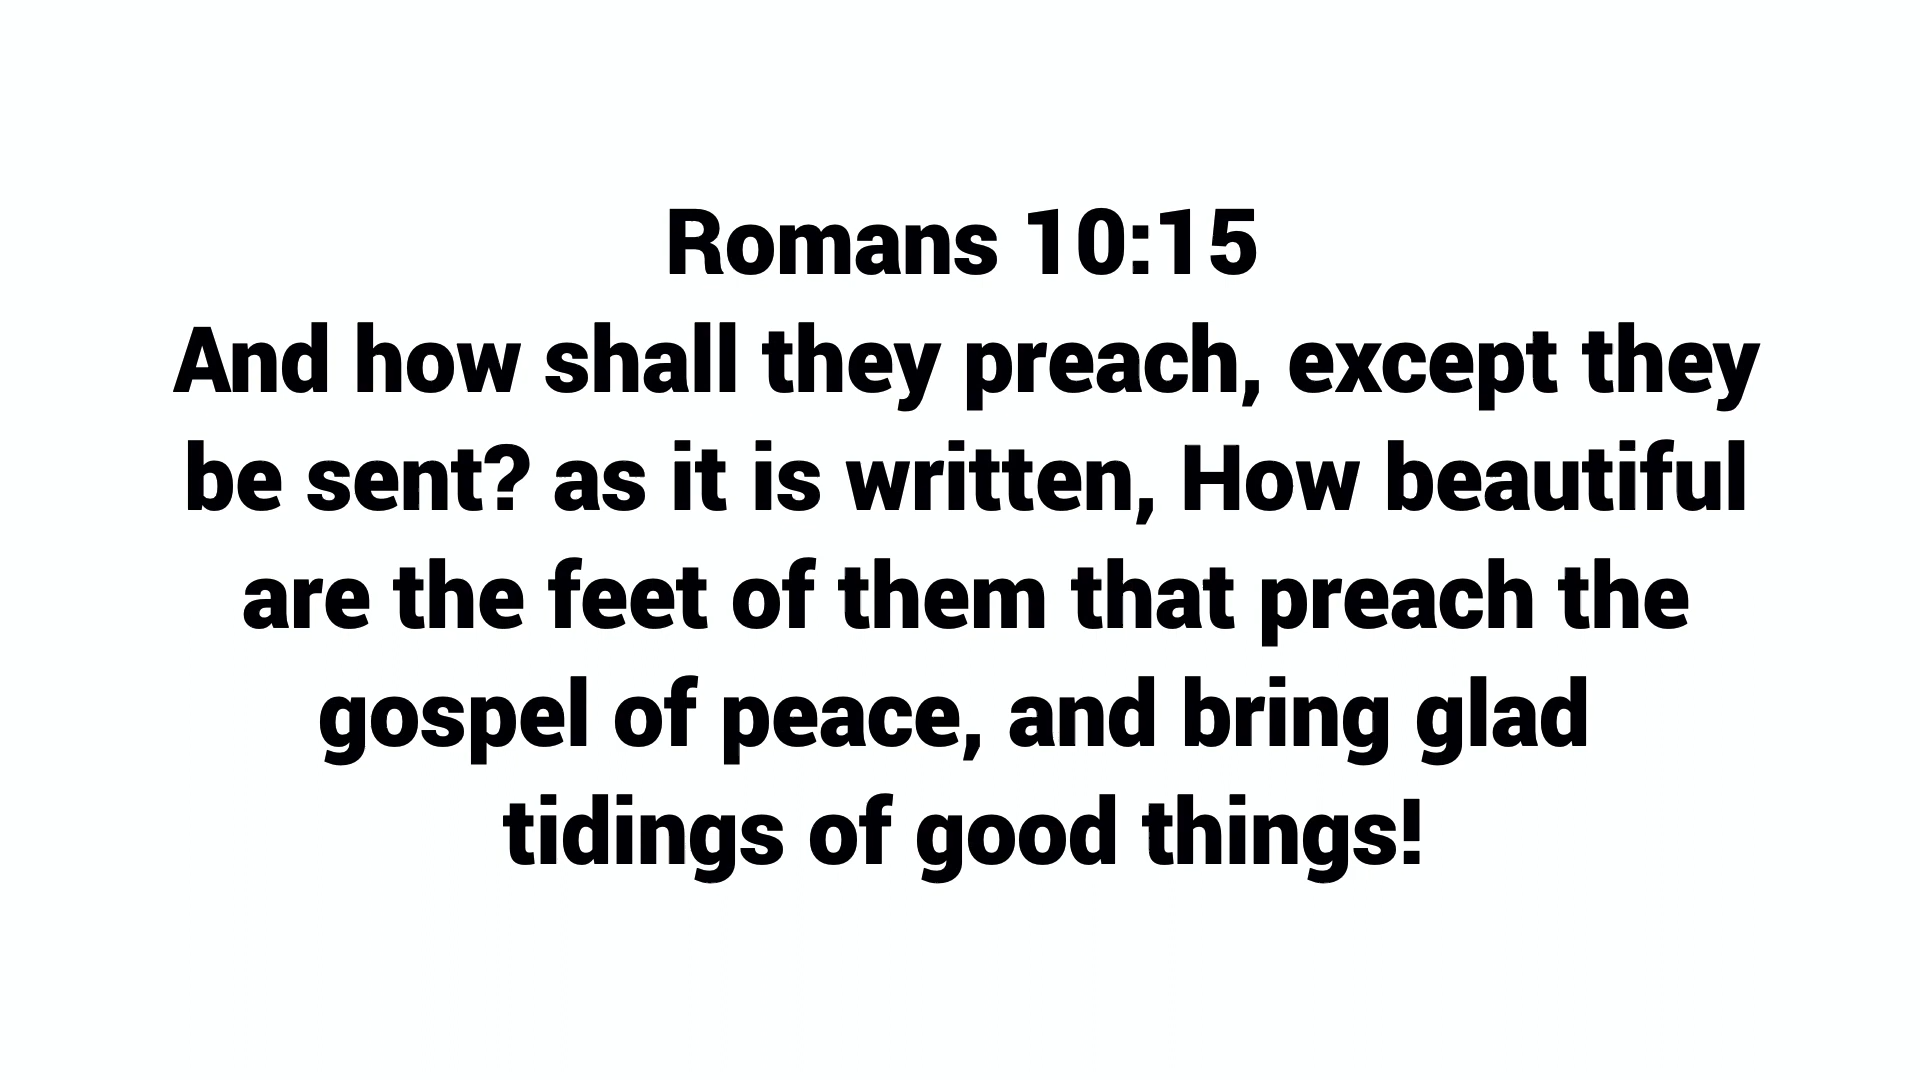 Romans 10:15
And how shall they preach, except they
be sent? as it is written, How beautiful
are the feet of them that preach the
gospel of peace, and bring glad
tidings of good things!